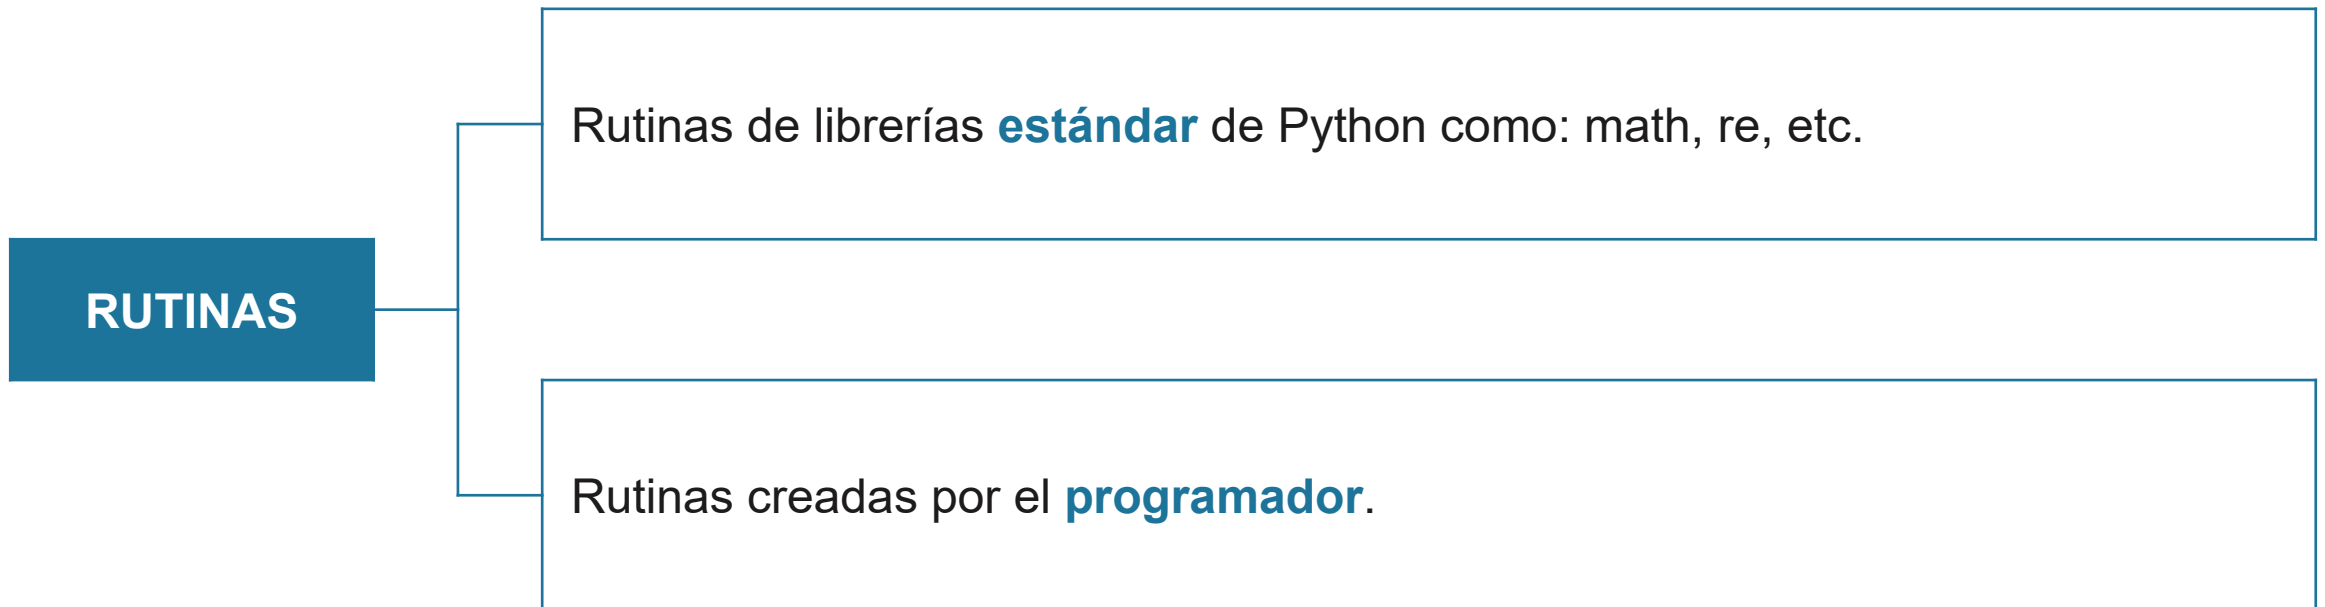 Rutinas de librerías estándar de Python como: math, re, etc.
RUTINAS
Rutinas creadas por el programador.